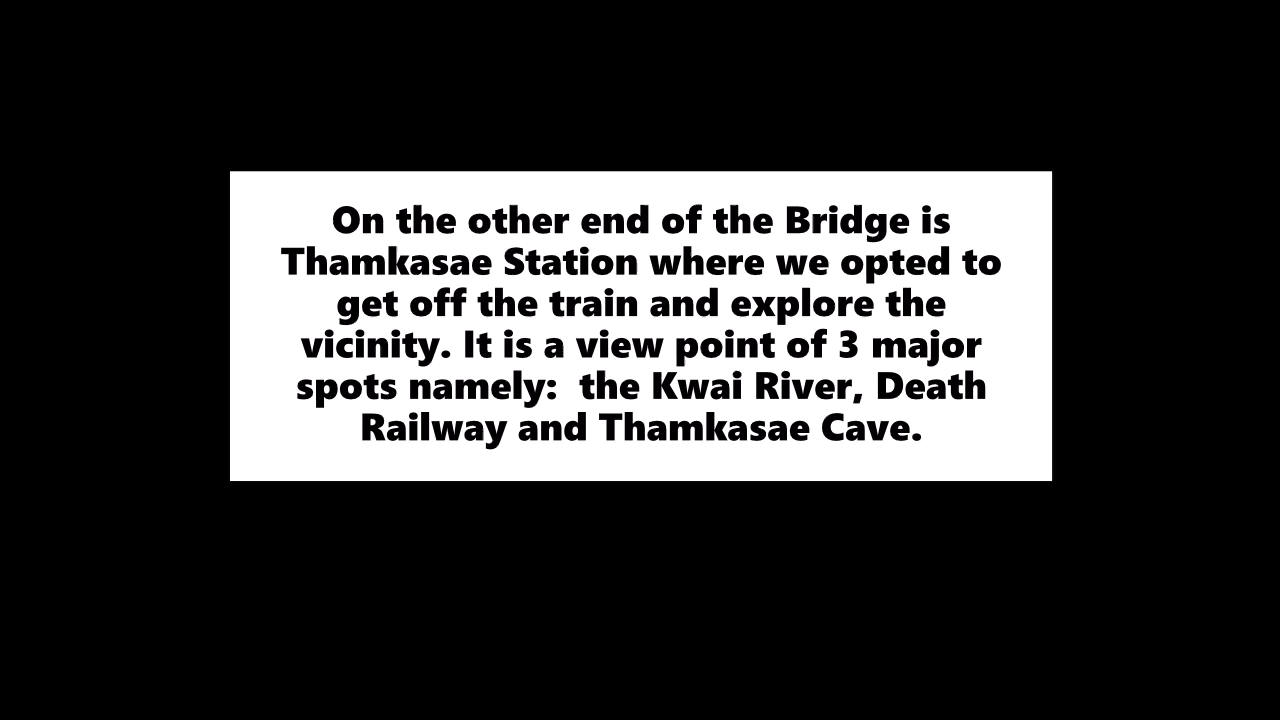 On the other end of the Bridge is
Thamkasae Station where we opted to
get off the train and explore the
vicinity. It is a view point of 3 major
spots namely:  the Kwai River, Death
Railway and Thamkasae Cave.